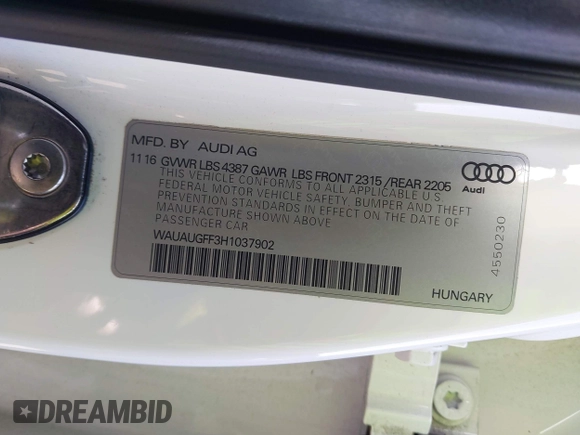 MFD. BY AUDI AG
11 16 GVWR LBS 4387 GAWR LBS FRONT 2315 / REAR 2205
THIS VEHICLE CONFORMS TO ALL APPLICABLE U S
FEDERAL MOTOR VEHICLE SAFETY, BUMPER AND THEFT
PREVENTION STANDARDS IN EFFECT ON THE DATE OF
MANUFACTURE SHOWN ABOVE
PASSENGER CAR
WAUAUGFF3H1037902
Audi
4550230
HUNGARY
DREAMBID